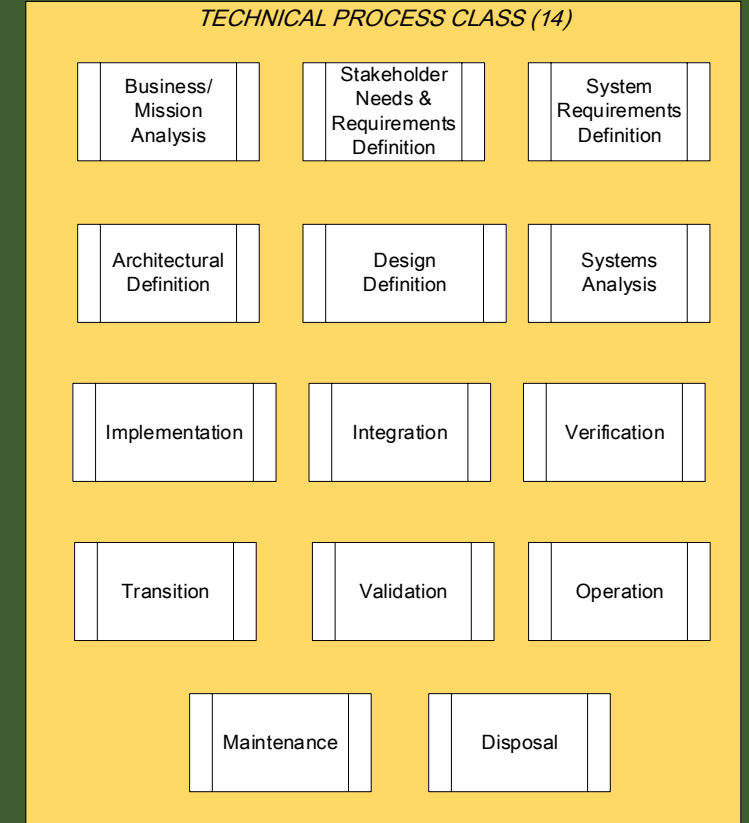 TECHNICAL PROCESS CLASS (14)
Business/
Mission
Analysis
Stakeholder
Needs &
Requirements
Definition
System
Requirements
Definition
Architectural
Definition
Design
Definition
Systems
Analysis
Implementation
Integration
Verification
Transition
Validation
Operation
Maintenance
Disposal